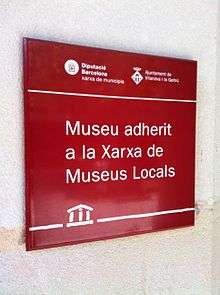 Diputació
Barcelona
xarxa de municipis
Ajuntament de
Vilanova i la Geltrú
Museu adherit
a la Xarxa de
Museus Locals